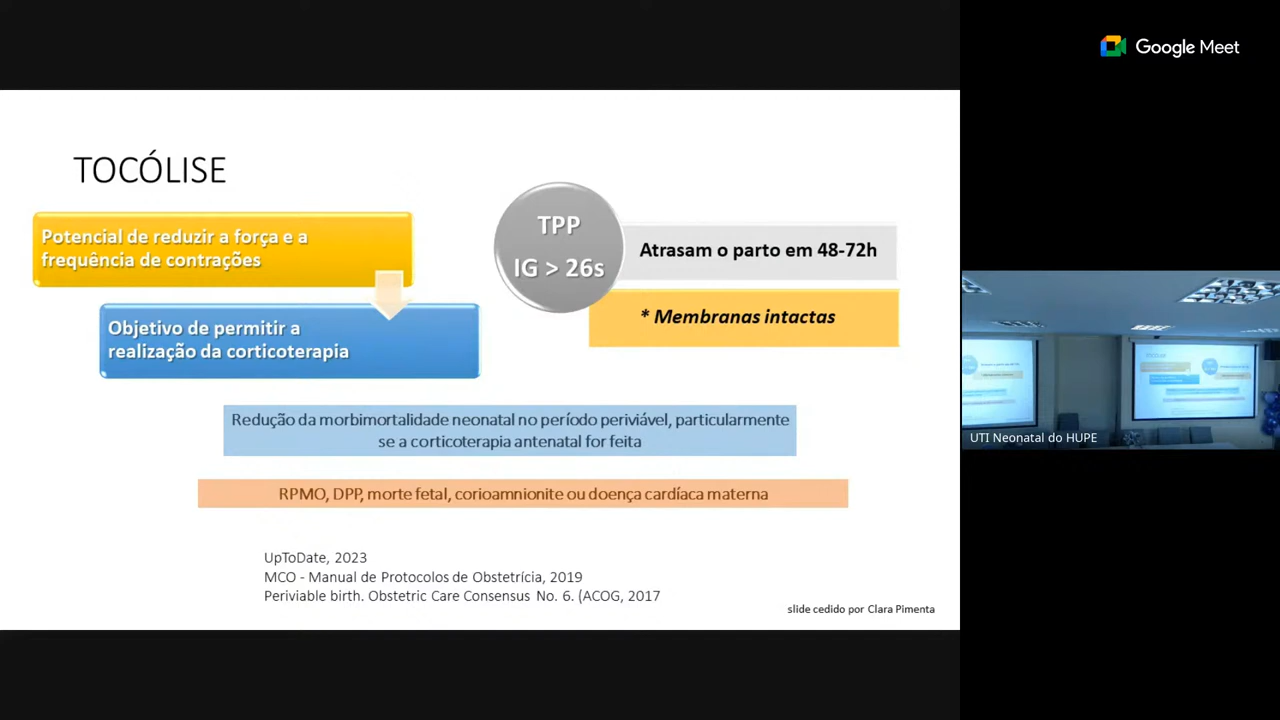 Google Meet
TOCÓLISE
Potencial de reduzir a força e a
frequência de contrações
Objetivo de permitir a
realização da corticoterapia
TPP
IG > 26s
Atrasam o parto em 48-72h
* Membranas intactas
Redução da morbimortalidade neonatal no período periviável, particularmente
se a corticoterapia antenatal for feita
RPMO, DPP, morte fetal, corioamnionite ou doença cardíaca materna
UpToDate, 2023
MCO - Manual de Protocolos de Obstetrícia, 2019
Periviable birth. Obstetric Care Consensus No. 6. (ACOG, 2017
slide cedido por Clara Pimenta
UTI Neonatal do HUPE